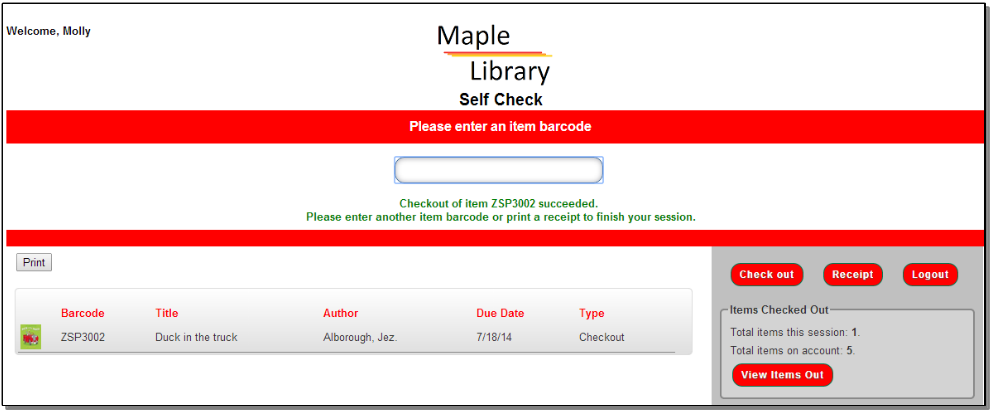 Welcome, Molly
Maple
Library
Self Check
Please enter an item barcode
Checkout of item ZSP3002 succeeded.
Please enter another item barcode or print a receipt to finish your session.
Print
Check out Receipt Logout
Barcode Title Author Due Date Type
ZSP3002 Duck in the truck Alborough, Jez. 7/18/14 Checkout
Items Checked Out
Total items this session: 1.
Total items on account: 5.
View Items Out